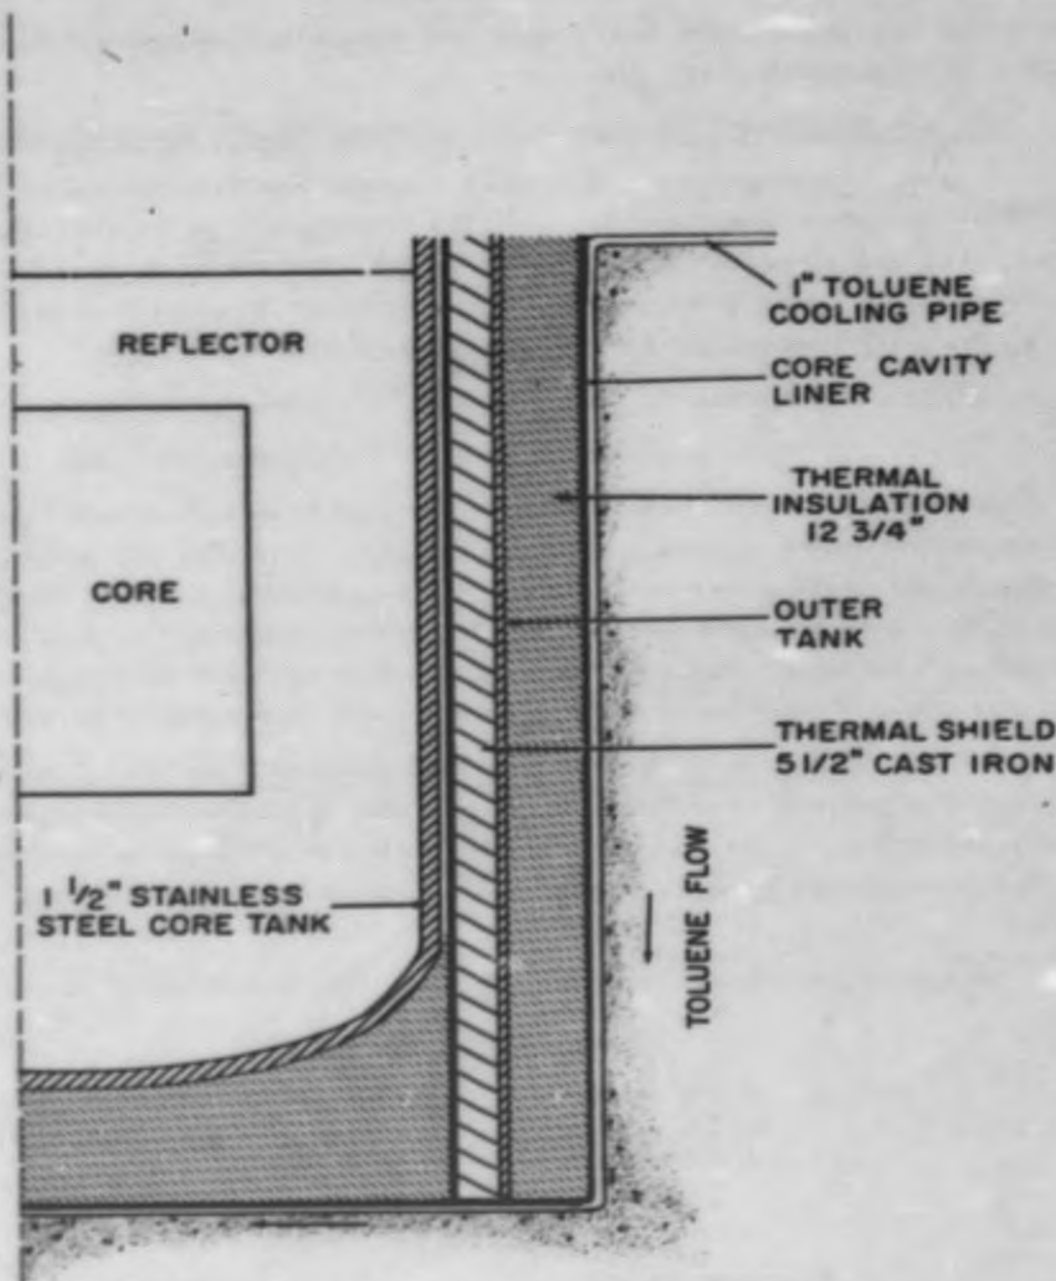 1" TOLUENE
COOLING PIPE
REFLECTOR
CORE CAVITY
LINER
THERMAL
INSULATION
12 3/4"
CORE
OUTER
TANK
THERMAL SHIELD
5 1/2" CAST IRON
1 1/2" STAINLESS
STEEL CORE TANK
TOLUENE FLOW